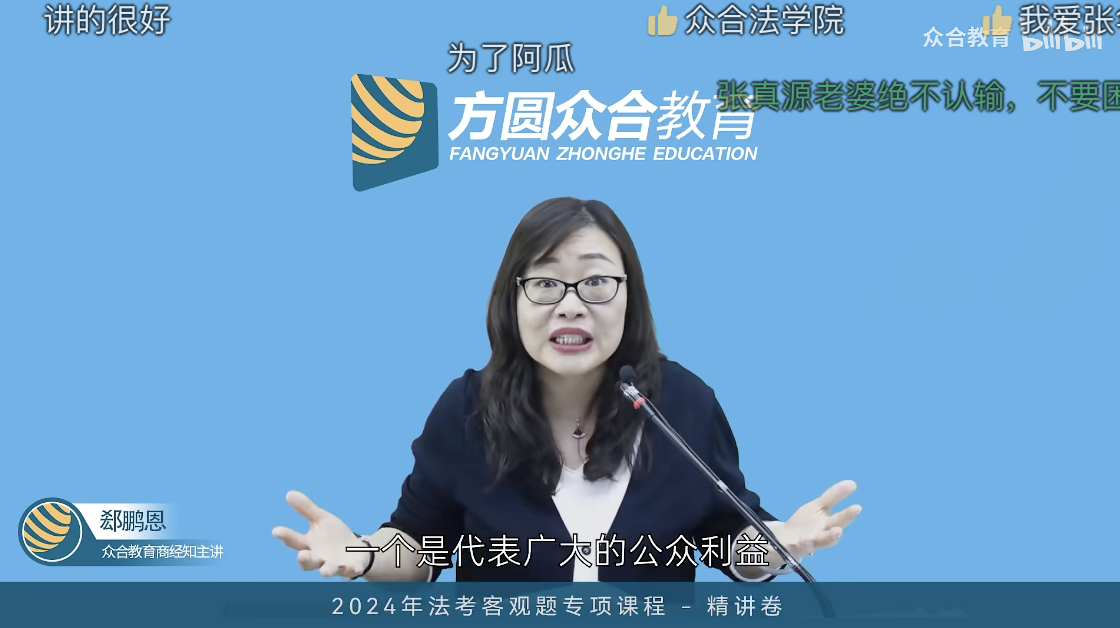 讲的很好
众合法学院
我爱张
众合教育
bilibili
为了阿瓜
张真源老婆绝不认输，不要困
方圆众合教育
FANGYUAN ZHONGHE EDUCATION
郄鹏恩
众合教育商经知主讲
一个是代表广大的公众利益
2024年法考客观题专项课程 - 精讲卷